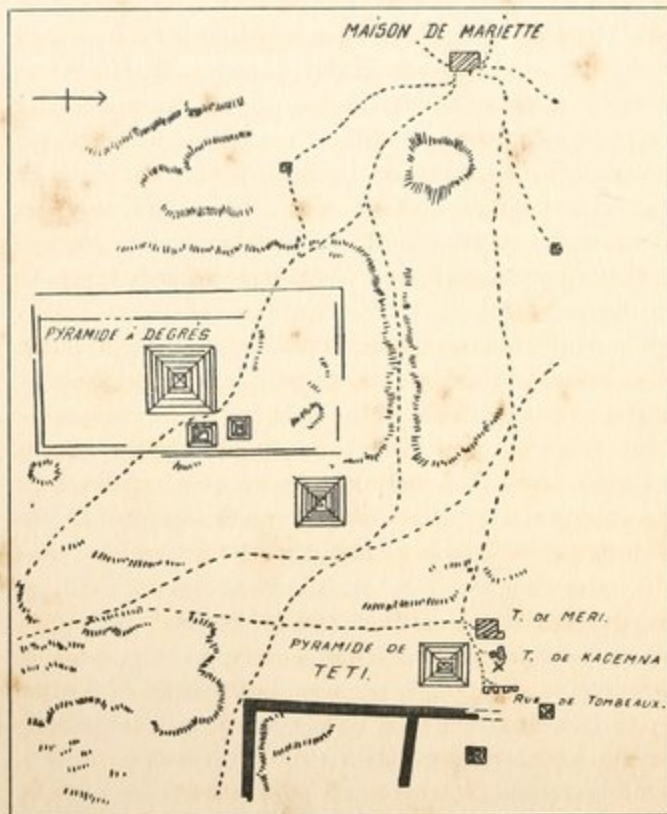 MAISON DE MARIETTE
PYRAMIDE À DEGRÉS
T. DE MERI.
PYRAMIDE DE
TETI.
T. DE KAGEMNA
RUE DE TOMBEAUX.